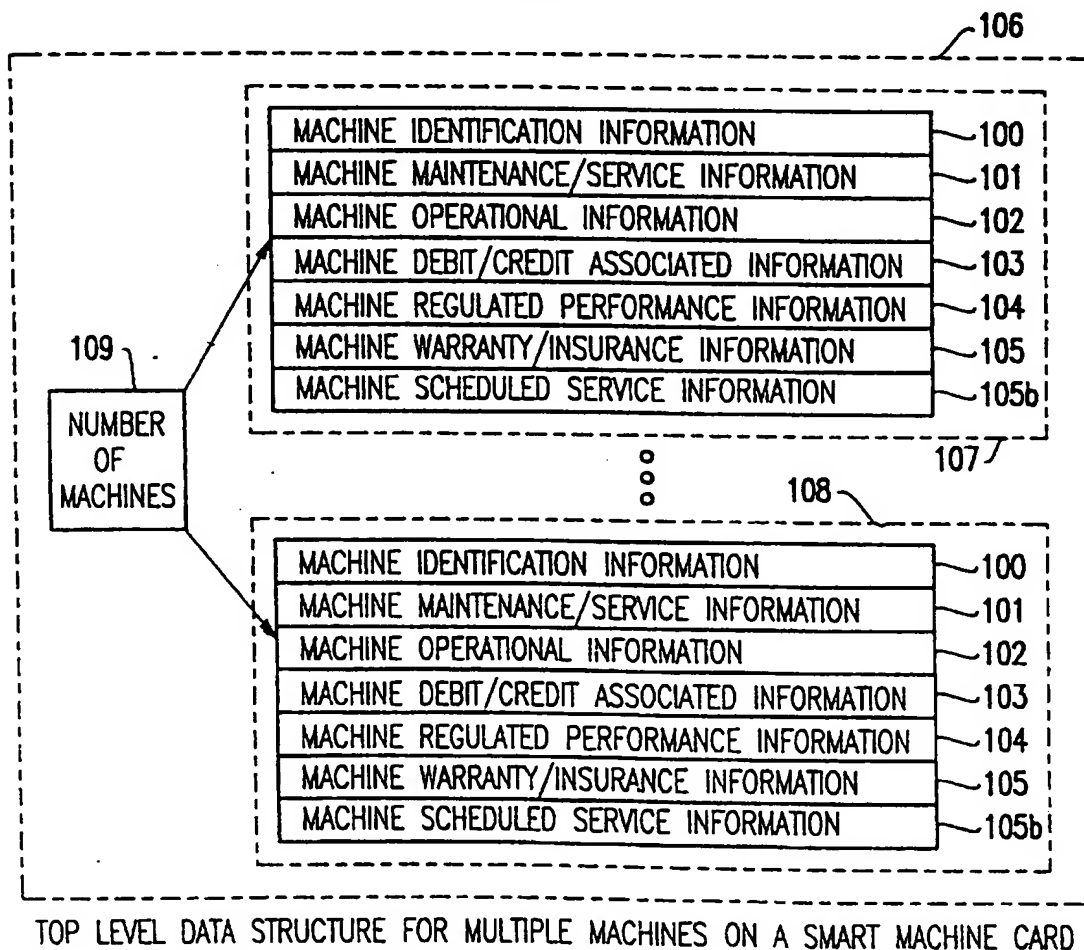 106
MACHINE IDENTIFICATION INFORMATION 100
MACHINE MAINTENANCE/SERVICE INFORMATION 101
MACHINE OPERATIONAL INFORMATION 102
MACHINE DEBIT/CREDIT ASSOCIATED INFORMATION 103
MACHINE REGULATED PERFORMANCE INFORMATION 104
MACHINE WARRANTY/INSURANCE INFORMATION 105
MACHINE SCHEDULED SERVICE INFORMATION 105b
107
109
NUMBER
OF
MACHINES
108
MACHINE IDENTIFICATION INFORMATION 100
MACHINE MAINTENANCE/SERVICE INFORMATION 101
MACHINE OPERATIONAL INFORMATION 102
MACHINE DEBIT/CREDIT ASSOCIATED INFORMATION 103
MACHINE REGULATED PERFORMANCE INFORMATION 104
MACHINE WARRANTY/INSURANCE INFORMATION 105
MACHINE SCHEDULED SERVICE INFORMATION 105b
TOP LEVEL DATA STRUCTURE FOR MULTIPLE MACHINES ON A SMART MACHINE CARD